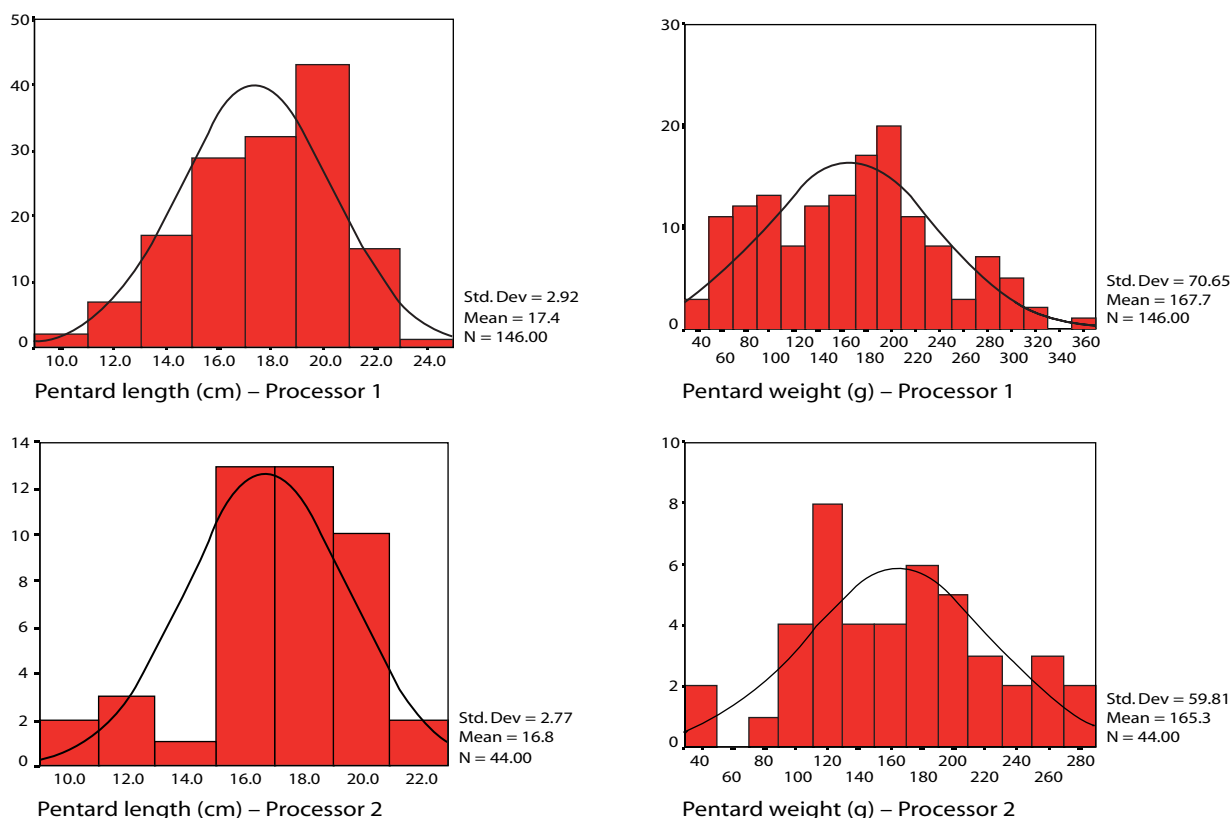 50
40
30
20
10
0
10.0 12.0 14.0 16.0 18.0 20.0 22.0 24.0
Std. Dev = 2.92
Mean = 17.4
N = 146.00
Pentard length (cm) – Processor 1
30
20
10
0
40 80 120 160 200 240 280 320 360
60 100 140 180 220 260 300 340
Std. Dev = 70.65
Mean = 167.7
N = 146.00
Pentard weight (g) – Processor 1
14
12
10
8
6
4
2
0
10.0 12.0 14.0 16.0 18.0 20.0 22.0
Std. Dev = 2.77
Mean = 16.8
N = 44.00
Pentard length (cm) – Processor 2
10
8
6
4
2
0
40 80 120 160 200 240 280
60 100 140 180 220 260
Std. Dev = 59.81
Mean = 165.3
N = 44.00
Pentard weight (g) – Processor 2